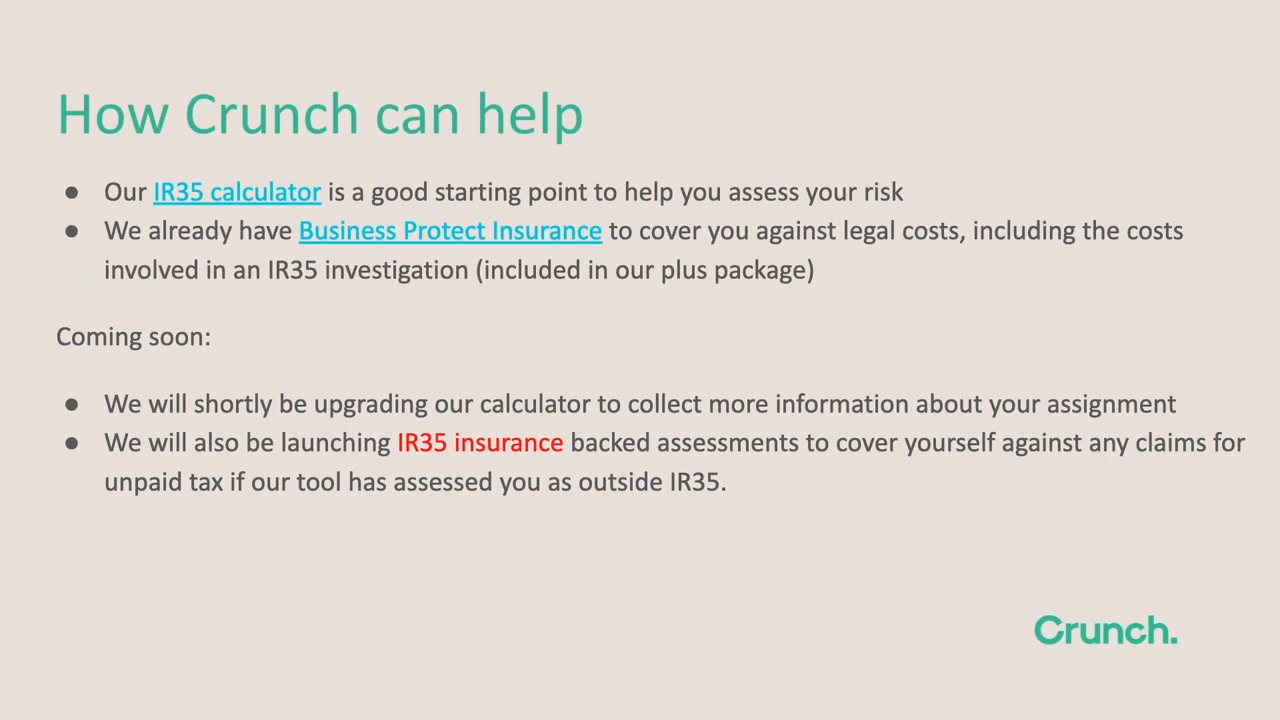 How Crunch can help
● Our IR35 calculator is a good starting point to help you assess your risk
● We already have Business Protect Insurance to cover you against legal costs, including the costs
involved in an IR35 investigation (included in our plus package)
Coming soon:
● We will shortly be upgrading our calculator to collect more information about your assignment
● We will also be launching IR35 insurance backed assessments to cover yourself against any claims for
unpaid tax if our tool has assessed you as outside IR35.
Crunch.